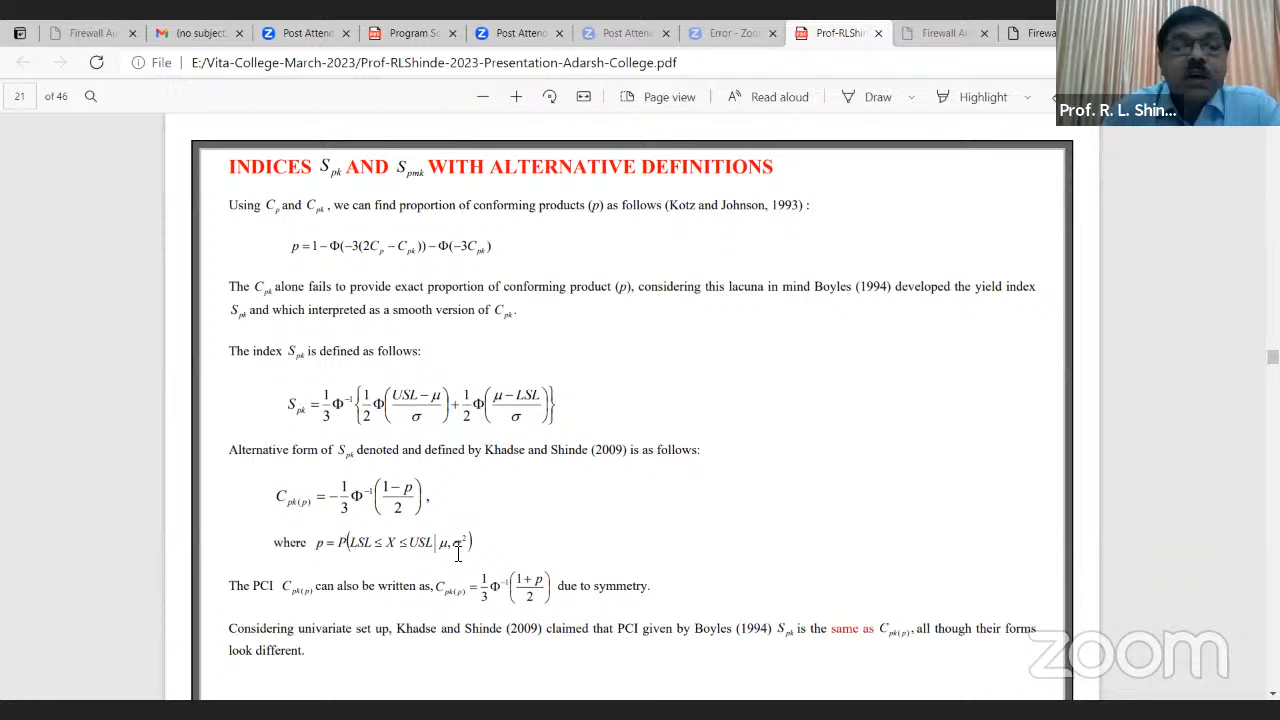 Firewall Au
(no subject
Post Attend
Program Sc
Post Attend
Post Attend
Error - Zoo
Prof-RLShin
Firewall Au
Firew
File E:/Vita-College-March-2023/Prof-RLShinde-2023-Presentation-Adarsh-College.pdf
21 of 46 Page view Read aloud Draw Highlight
Prof. R. L. Shin...
INDICES S_pk AND S_pmk WITH ALTERNATIVE DEFINITIONS
Using C_p and C_pk , we can find proportion of conforming products (p) as follows (Kotz and Johnson, 1993) :
p = 1 − Φ(−3(2C_p − C_pk)) − Φ(−3C_pk)
The C_pk alone fails to provide exact proportion of conforming product (p), considering this lacuna in mind Boyles (1994) developed the yield index
S_pk and which interpreted as a smooth version of C_pk.
The index S_pk is defined as follows:
S_pk = 1/3 Φ⁻¹{1/2 Φ((USL − μ)/σ) + 1/2 Φ((μ − LSL)/σ)}
Alternative form of S_pk denoted and defined by Khadse and Shinde (2009) is as follows:
C_pk(p) = −1/3 Φ⁻¹((1 − p)/2) ,
where p = P(LSL ≤ X ≤ USL | μ, σ²)
The PCI C_pk(p) can also be written as, C_pk(p) = 1/3 Φ⁻¹((1 + p)/2) due to symmetry.
Considering univariate set up, Khadse and Shinde (2009) claimed that PCI given by Boyles (1994) S_pk is the same as C_pk(p), all though their forms
look different.
zoom